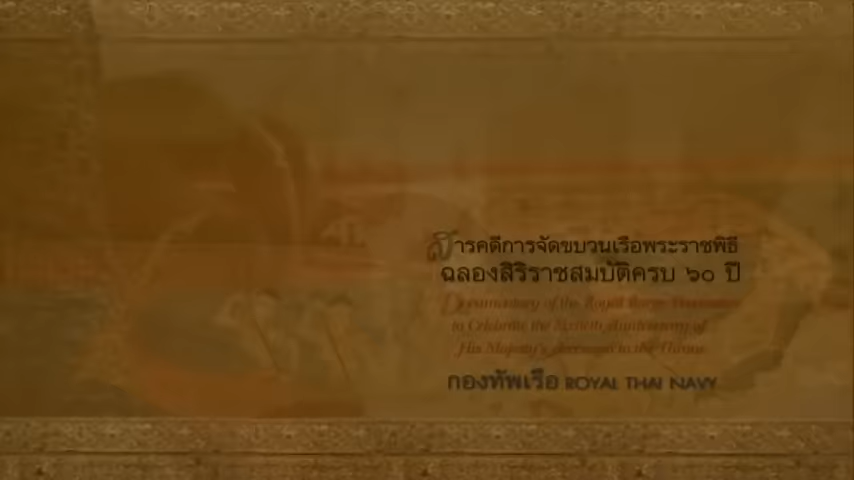 สารคดีการจัดขบวนเรือพระราชพิธี
ฉลองสิริราชสมบัติครบ ๖๐ ปี
Documentary of the Royal Barge Procession
to Celebrate the Sixtieth Anniversary of
His Majesty's Accession to the Throne
กองทัพเรือ ROYAL THAI NAVY